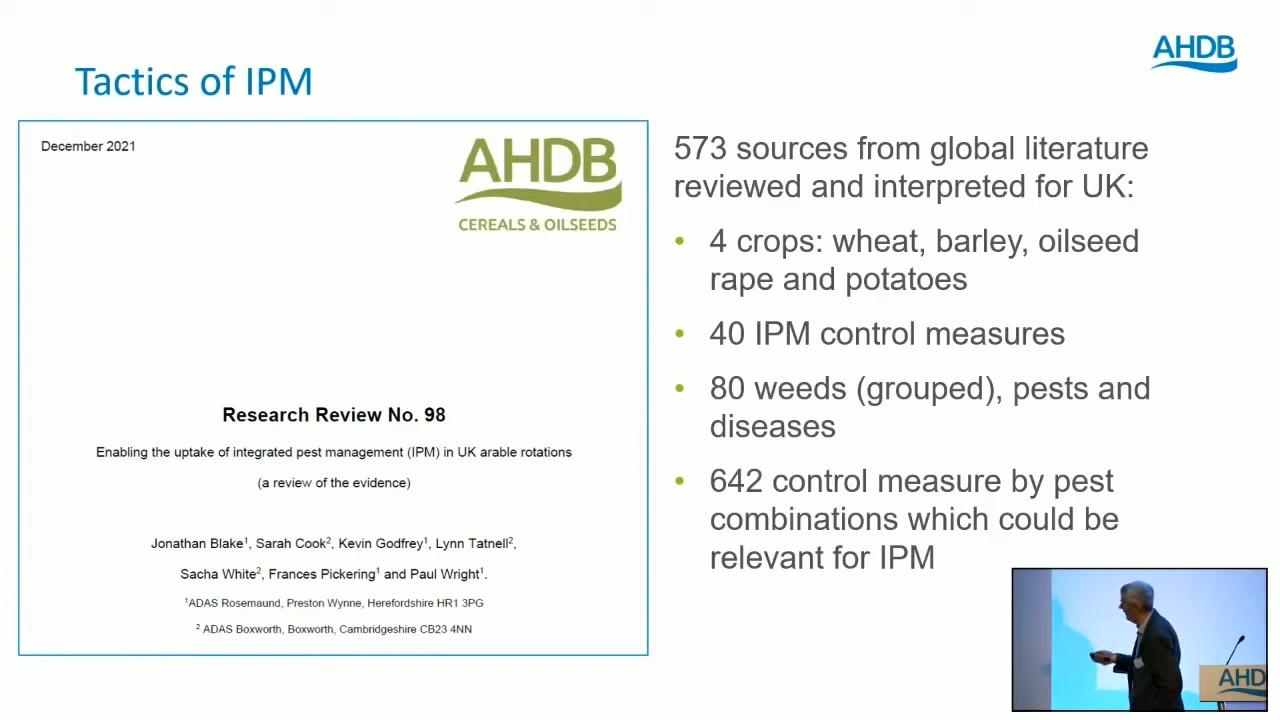 AHDB
Tactics of IPM
December 2021
AHDB
CEREALS & OILSEEDS
Research Review No. 98
Enabling the uptake of integrated pest management (IPM) in UK arable rotations
(a review of the evidence)
Jonathan Blake¹, Sarah Cook², Kevin Godfrey¹, Lynn Tatnell²,
Sacha White², Frances Pickering¹ and Paul Wright¹.
¹ADAS Rosemaund, Preston Wynne, Herefordshire HR1 3PG
² ADAS Boxworth, Boxworth, Cambridgeshire CB23 4NN
573 sources from global literature
reviewed and interpreted for UK:
• 4 crops: wheat, barley, oilseed
rape and potatoes
• 40 IPM control measures
• 80 weeds (grouped), pests and
diseases
• 642 control measure by pest
combinations which could be
relevant for IPM
AHD